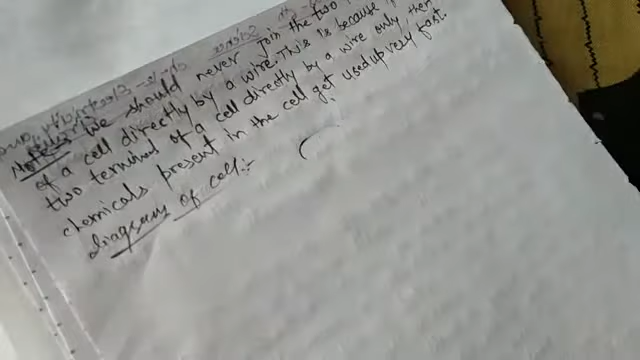 Note:- We should never join the two
of a cell directly by a wire. This is because
two terminal of a cell directly by a wire only then
chemicals present in the cell get used up very fast.
diagram of cell:-